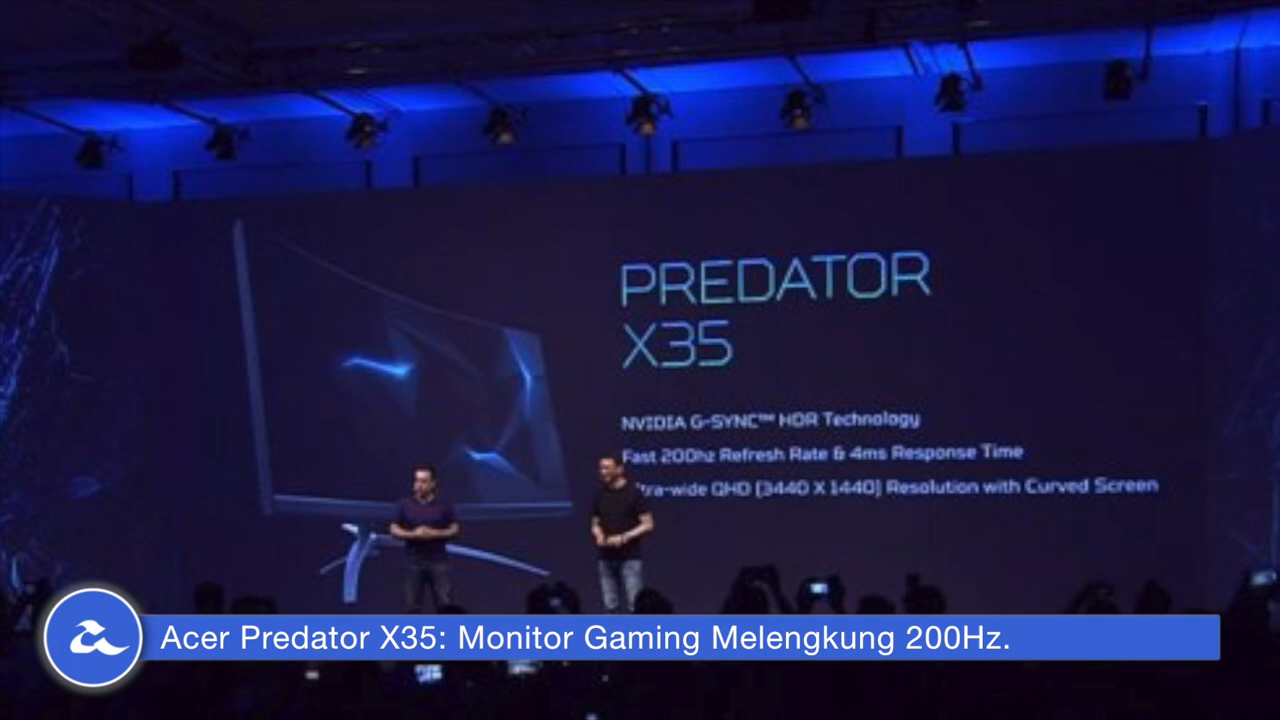 PREDATOR
X35
NVIDIA G-SYNC™ HDR Technology
Fast 200hz Refresh Rate & 4ms Response Time
QHD (3440 X 1440) Resolution with Curved Screen
Acer Predator X35: Monitor Gaming Melengkung 200Hz.